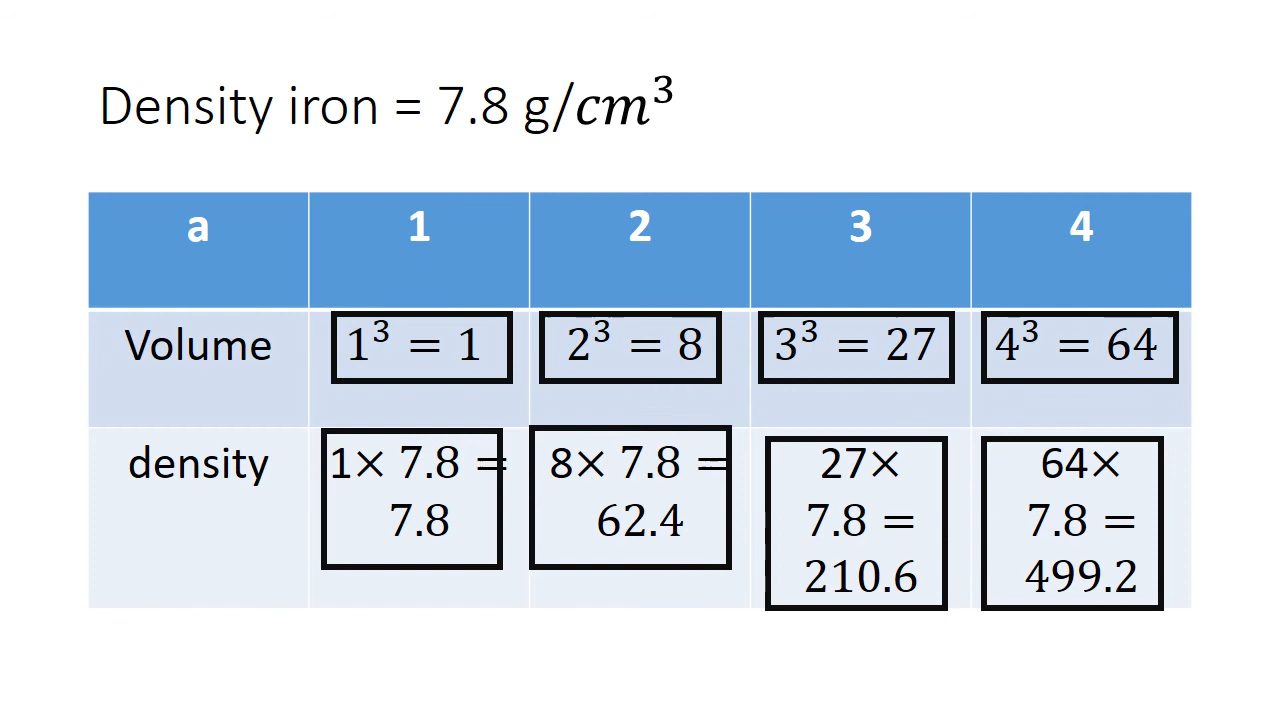 Density iron = 7.8 g/cm³
a 1 2 3 4
Volume 1³ = 1 2³ = 8 3³ = 27 4³ = 64
density 1× 7.8 = 8× 7.8 = 27× 64×
7.8 62.4 7.8 = 7.8 =
210.6 499.2